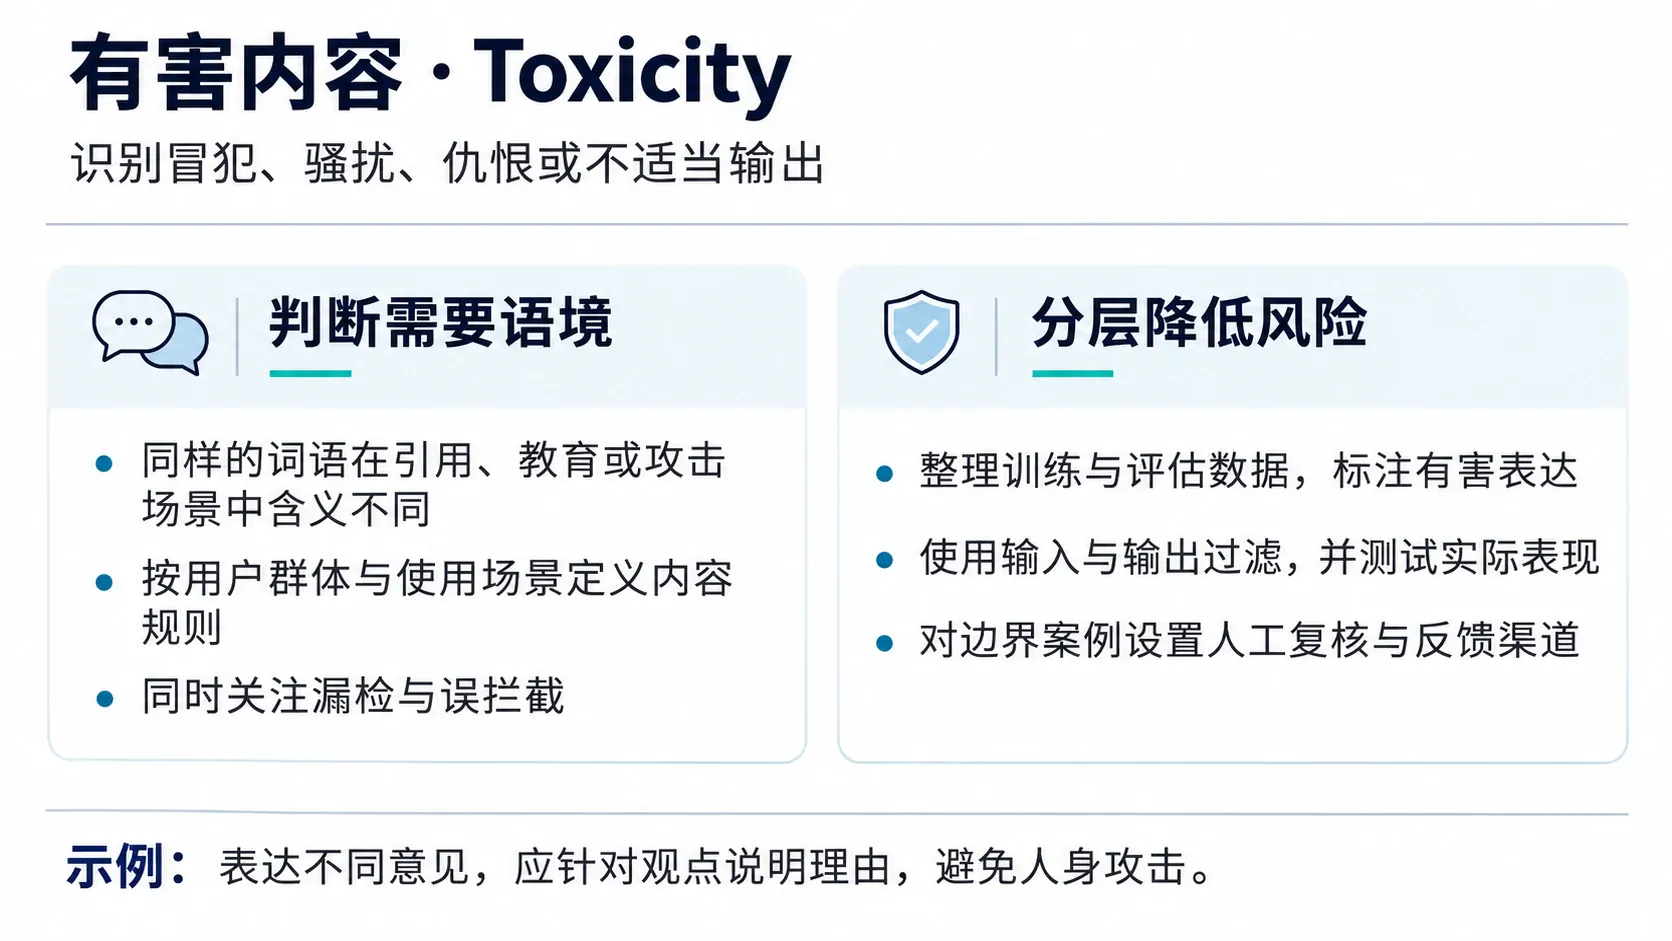 有害内容 · Toxicity
识别冒犯、骚扰、仇恨或不适当输出
判断需要语境
同样的词语在引用、教育或攻击
场景中含义不同
按用户群体与使用场景定义内容
规则
同时关注漏检与误拦截
分层降低风险
整理训练与评估数据，标注有害表达
使用输入与输出过滤，并测试实际表现
对边界案例设置人工复核与反馈渠道
示例：表达不同意见，应针对观点说明理由，避免人身攻击。